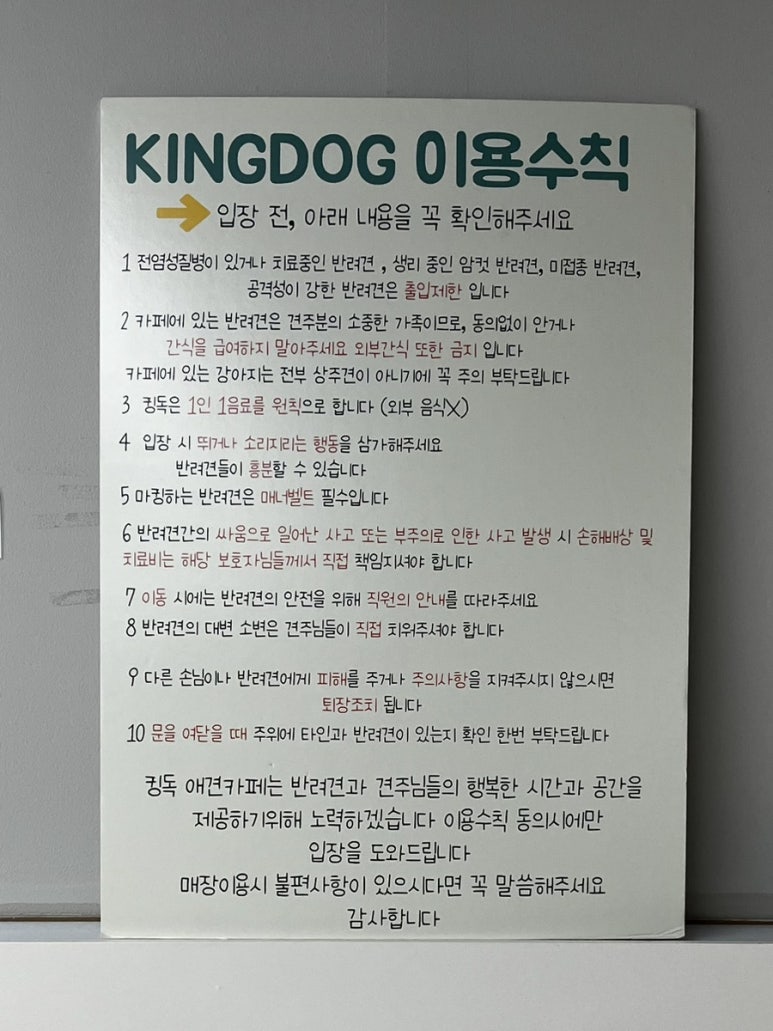 KINGDOG 이용수칙
입장 전, 아래 내용을 꼭 확인해주세요
1 전염성질병이 있거나 치료중인 반려견 , 생리 중인 암컷 반려견, 미접종 반려견,
공격성이 강한 반려견은 출입제한 입니다
2 카페에 있는 반려견은 견주분의 소중한 가족이므로, 동의없이 안거나
간식을 급여하지 말아주세요 외부간식 또한 금지 입니다
카페에 있는 강아지는 전부 상주견이 아니기에 꼭 주의 부탁드립니다
3 킹독은 1인 1음료를 원칙으로 합니다 (외부 음식X)
4 입장 시 뛰거나 소리지리는 행동을 삼가해주세요
반려견들이 흥분할 수 있습니다
5 마킹하는 반려견은 매너벨트 필수입니다
6 반려견간의 싸움으로 일어난 사고 또는 부주의로 인한 사고 발생 시 손해배상 및
치료비는 해당 보호자님들께서 직접 책임지셔야 합니다
7 이동 시에는 반려견의 안전을 위해 직원의 안내를 따라주세요
8 반려견의 대변 소변은 견주님들이 직접 치워주셔야 합니다
9 다른 손님이나 반려견에게 피해를 주거나 주의사항을 지켜주시지 않으시면
퇴장조치 됩니다
10 문을 여닫을 때 주위에 타인과 반려견이 있는지 확인 한번 부탁드립니다
킹독 애견카페는 반려견과 견주님들의 행복한 시간과 공간을
제공하기위해 노력하겠습니다 이용수칙 동의시에만
입장을 도와드립니다
매장이용시 불편사항이 있으시다면 꼭 말씀해주세요
감사합니다